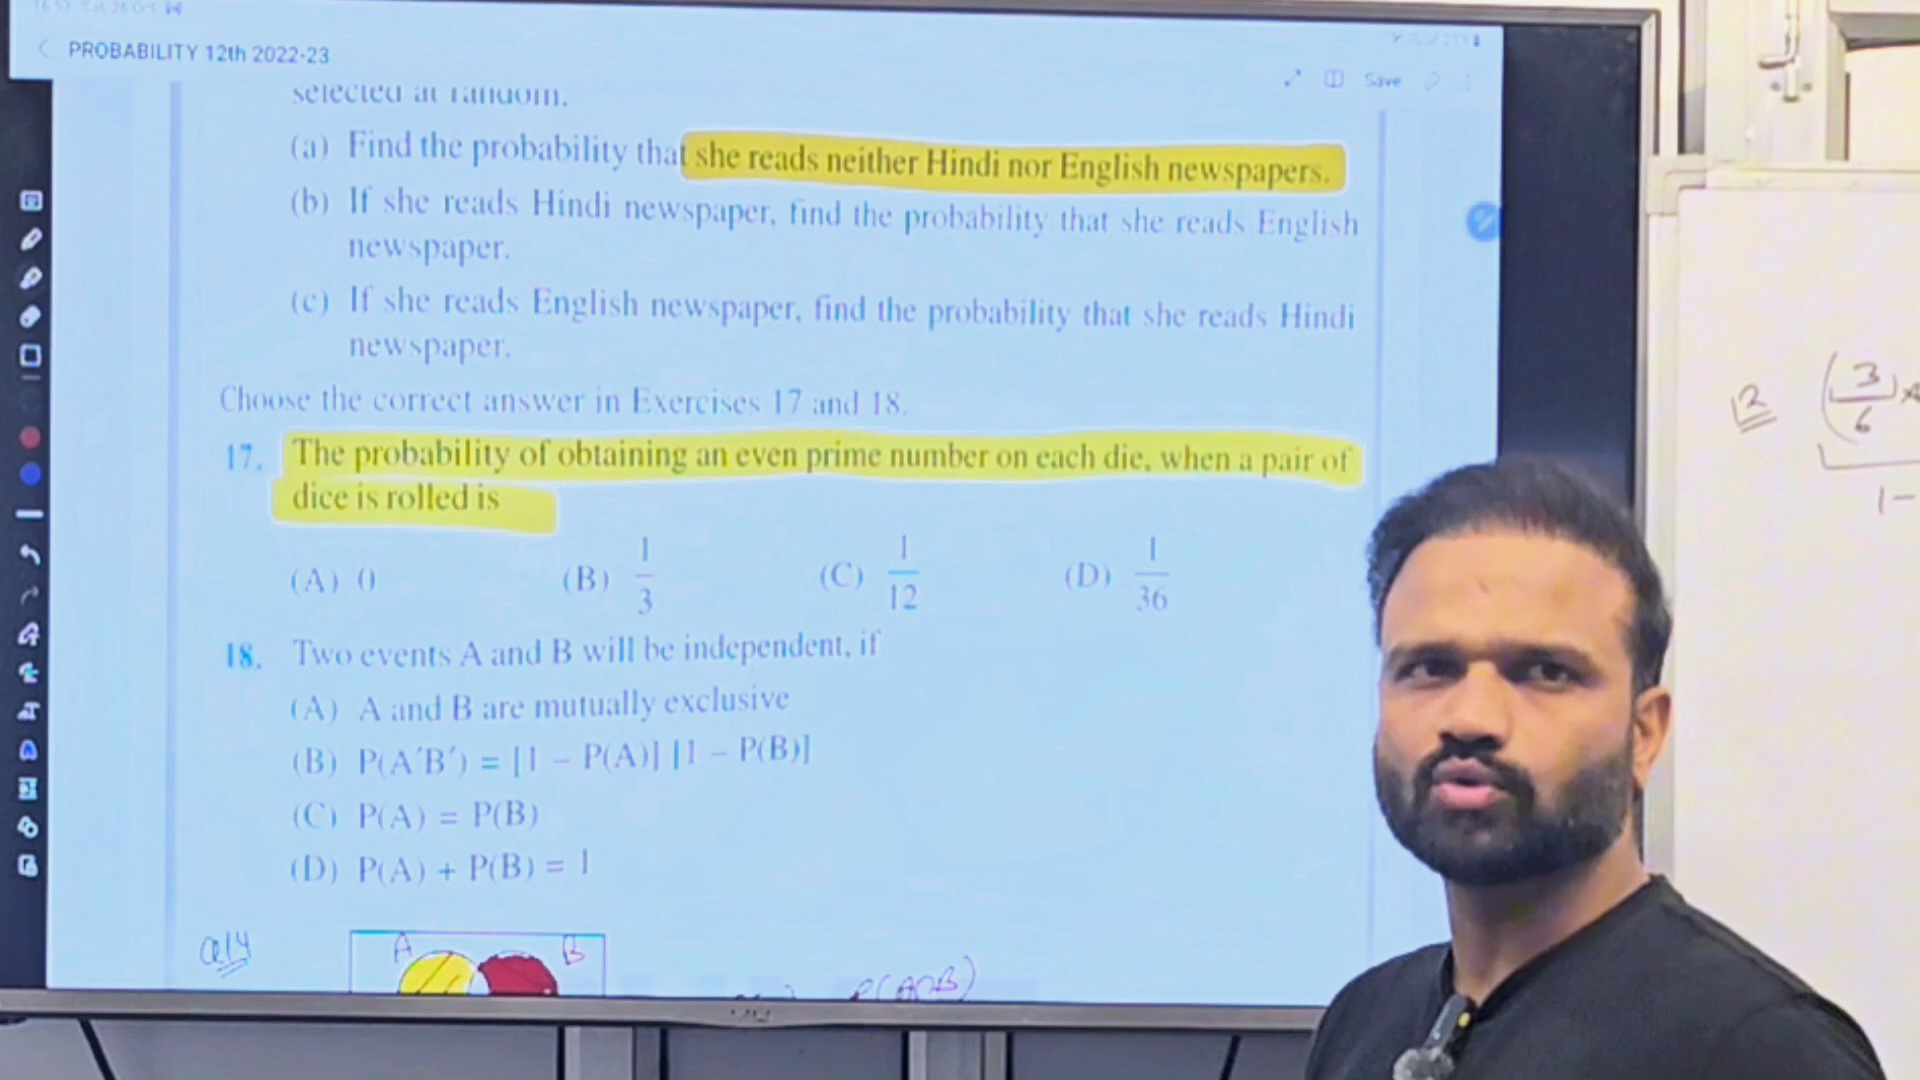 PROBABILITY 12th 2022-23
Save
selected at random.
(a) Find the probability that she reads neither Hindi nor English newspapers.
(b) If she reads Hindi newspaper, find the probability that she reads English
newspaper.
(c) If she reads English newspaper, find the probability that she reads Hindi
newspaper.
Choose the correct answer in Exercises 17 and 18.
17. The probability of obtaining an even prime number on each die, when a pair of
dice is rolled is
(A) 0 (B) 1/3 (C) 1/12 (D) 1/36
18. Two events A and B will be independent, if
(A) A and B are mutually exclusive
(B) P(A′B′) = [1 – P(A)] [1 – P(B)]
(C) P(A) = P(B)
(D) P(A) + P(B) = 1
Q14 A B
P(A∩B)
12 (3/6 ×
1-